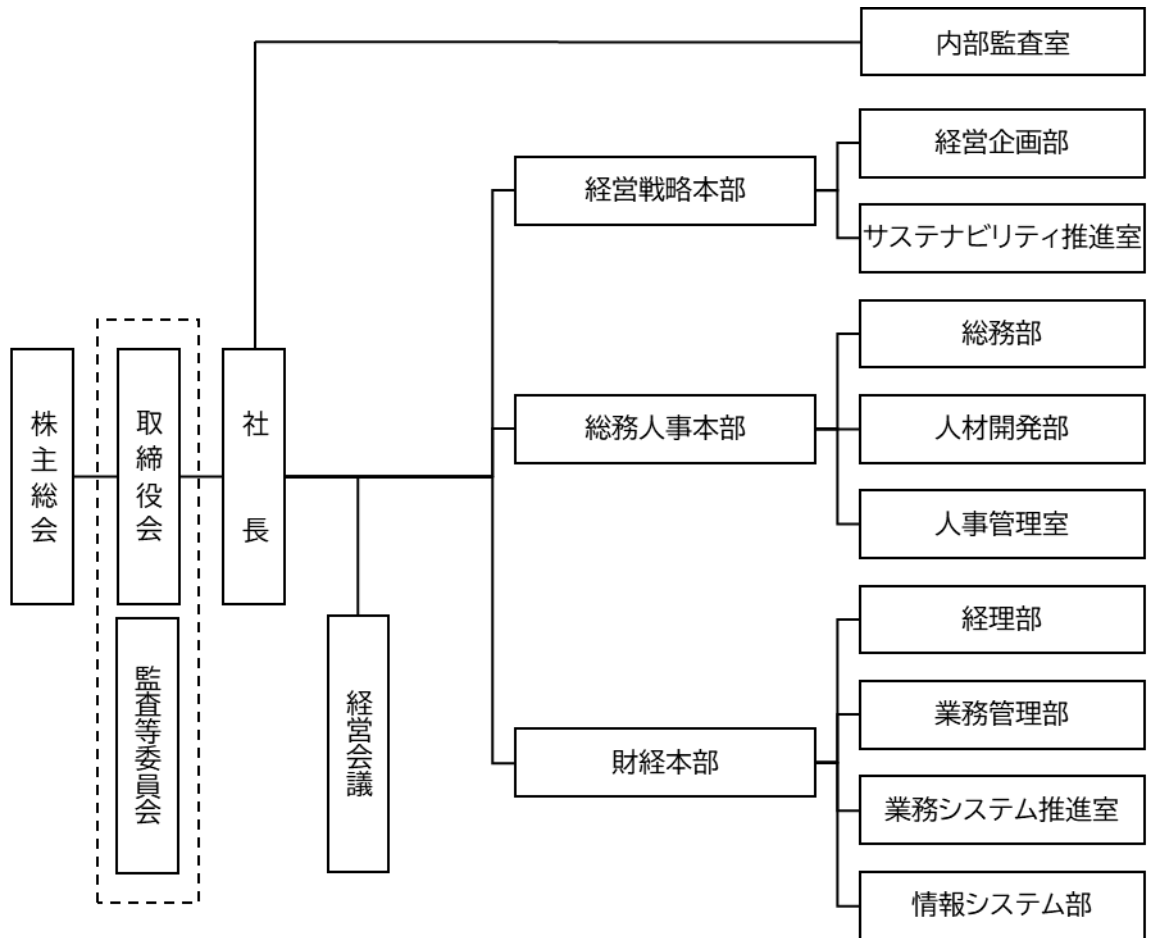 内部監査室
経営企画部
経営戦略本部
サステナビリティ推進室
総務部
株主総会
取締役会
社長
総務人事本部
人材開発部
人事管理室
監査等委員会
経営会議
経理部
業務管理部
財経本部
業務システム推進室
情報システム部